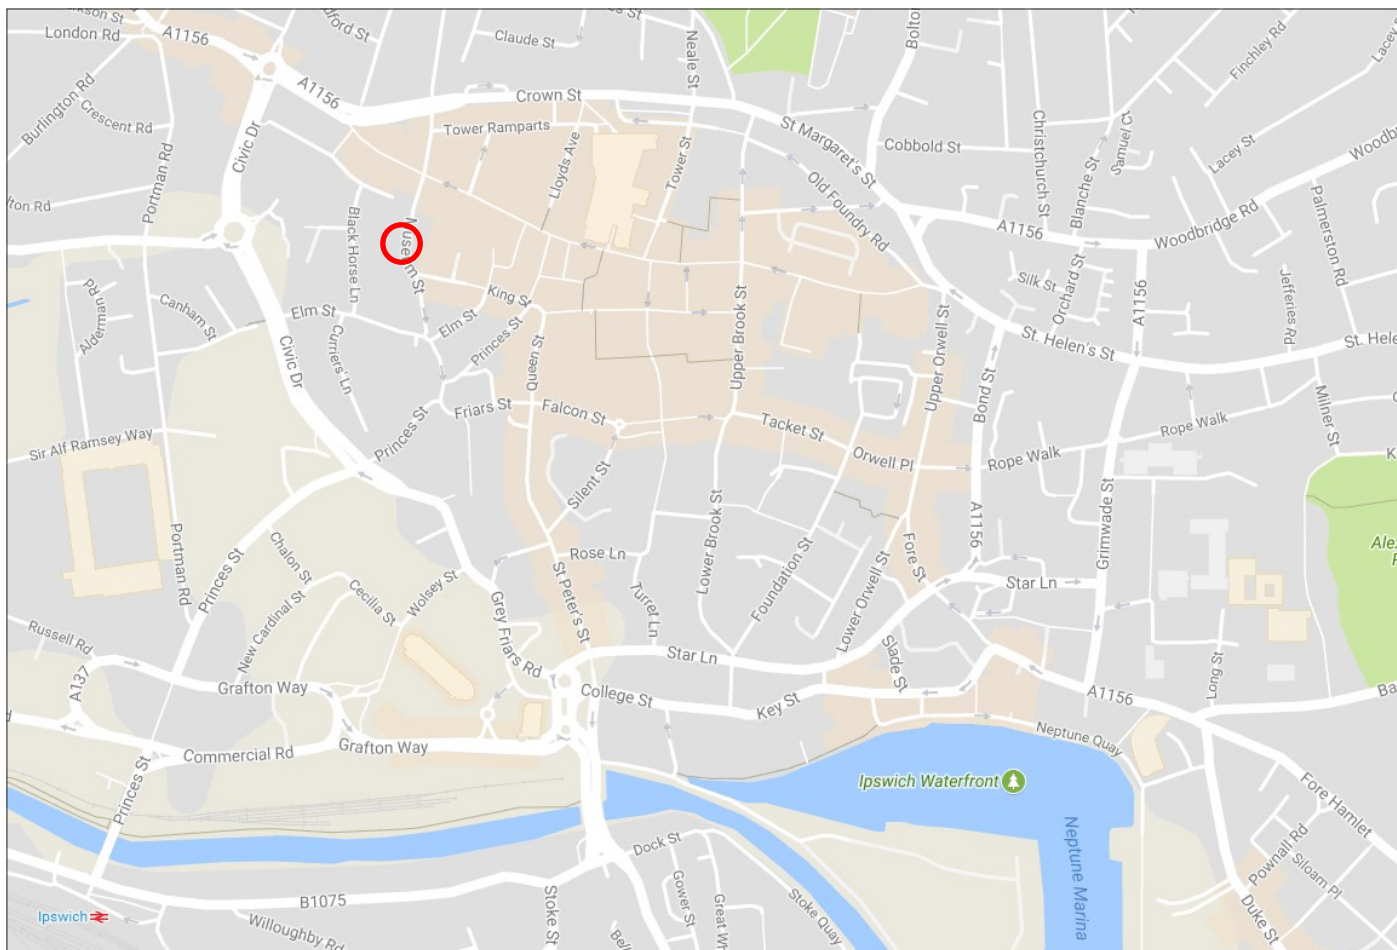 London Rd
A1156
Claude St
Neale St
Finchley Rd
Burlington Rd
Crescent Rd
Civic Dr
A1156
Crown St
Tower Ramparts
Lloyds Ave
Tower St
St Margaret's St
Cobbold St
Christchurch St
Samuel Ct
Blanche St
Lacey St
Portman Rd
Old Foundry Rd
Black Horse Ln
A1156
Woodbridge Rd
Palmerston Rd
Alderman Rd
Canham St
Elm St
King St
Elm St
Princes St
Upper Brook St
Upper Orwell St
Silk St
Orchard St
A1156
Jefferies Rd
St. Helen's St
Civic Dr
Curriers' Ln
Queen St
Bond St
Princes St
Friars St
Falcon St
Tacket St
Orwell Pl
Rope Walk
Rope Walk
Milner St
Sir Alf Ramsey Way
Silent St
Lower Brook St
A1156
Grimwade St
Portman Rd
Princes St
Chalon St
Cecilia St
Wolsey St
Rose Ln
St Peter's St
Turret Ln
Foundation St
Lower Orwell St
Fore St
Star Ln
Russell Rd
New Cardinal St
Grey Friars Rd
Star Ln
Slade St
Long St
A137
Grafton Way
College St
Key St
A1156
Neptune Quay
Commercial Rd
Grafton Way
Princes St
Ipswich Waterfront
Fore Hamlet
Neptune Marina
Pownall Rd
Siloam Pl
Duke St
Dock St
Gower St
Stoke Quay
Stoke St
B1075
Ipswich
Willoughby Rd